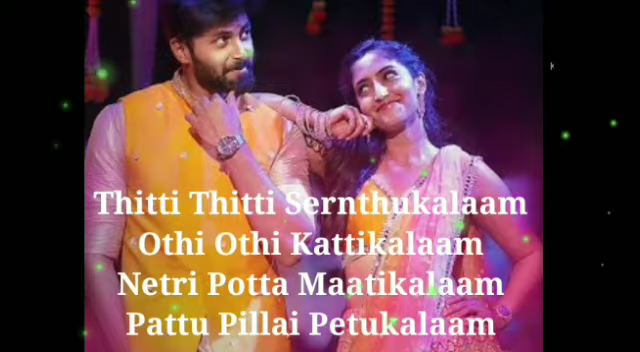 Thitti Thitti Sernthukalaam
Othi Othi Kattikalaam
Netri Potta Maatikalaam
Pattu Pillai Petukalaam